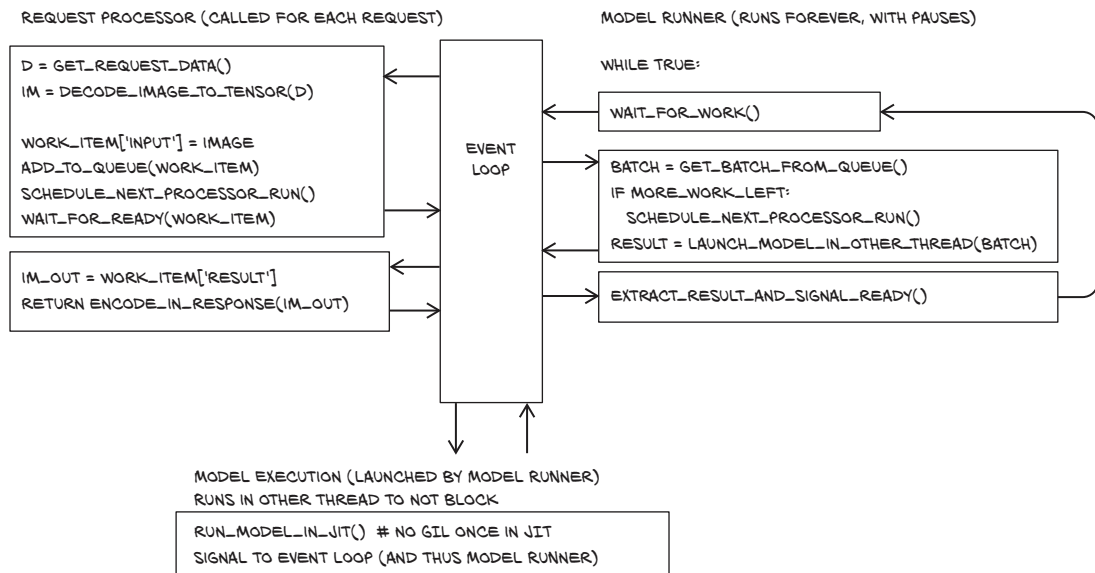 REQUEST PROCESSOR (CALLED FOR EACH REQUEST)
D = GET_REQUEST_DATA()
IM = DECODE_IMAGE_TO_TENSOR(D)
WORK_ITEM['INPUT'] = IMAGE
ADD_TO_QUEUE(WORK_ITEM)
SCHEDULE_NEXT_PROCESSOR_RUN()
WAIT_FOR_READY(WORK_ITEM)
IM_OUT = WORK_ITEM['RESULT']
RETURN ENCODE_IN_RESPONSE(IM_OUT)
EVENT
LOOP
MODEL RUNNER (RUNS FOREVER, WITH PAUSES)
WHILE TRUE:
WAIT_FOR_WORK()
BATCH = GET_BATCH_FROM_QUEUE()
IF MORE_WORK_LEFT:
SCHEDULE_NEXT_PROCESSOR_RUN()
RESULT = LAUNCH_MODEL_IN_OTHER_THREAD(BATCH)
EXTRACT_RESULT_AND_SIGNAL_READY()
MODEL EXECUTION (LAUNCHED BY MODEL RUNNER)
RUNS IN OTHER THREAD TO NOT BLOCK
RUN_MODEL_IN_JIT() # NO GIL ONCE IN JIT
SIGNAL TO EVENT LOOP (AND THUS MODEL RUNNER)